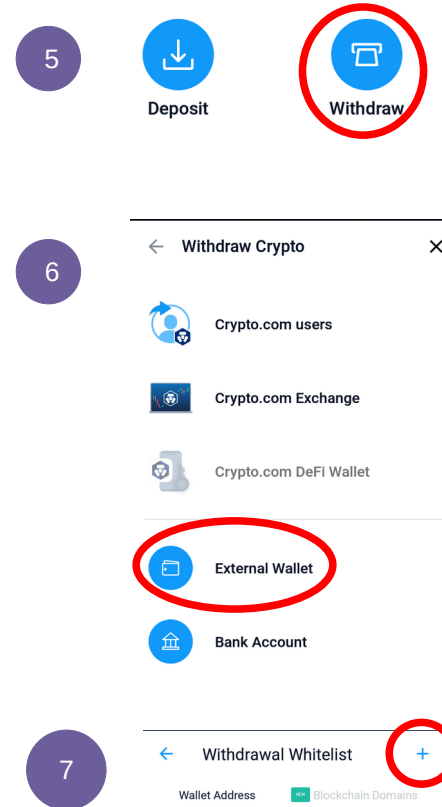 5
Deposit
Withdraw
6
Withdraw Crypto
Crypto.com users
Crypto.com Exchange
Crypto.com DeFi Wallet
External Wallet
Bank Account
7
Withdrawal Whitelist
Wallet Address
NEW Blockchain Domains